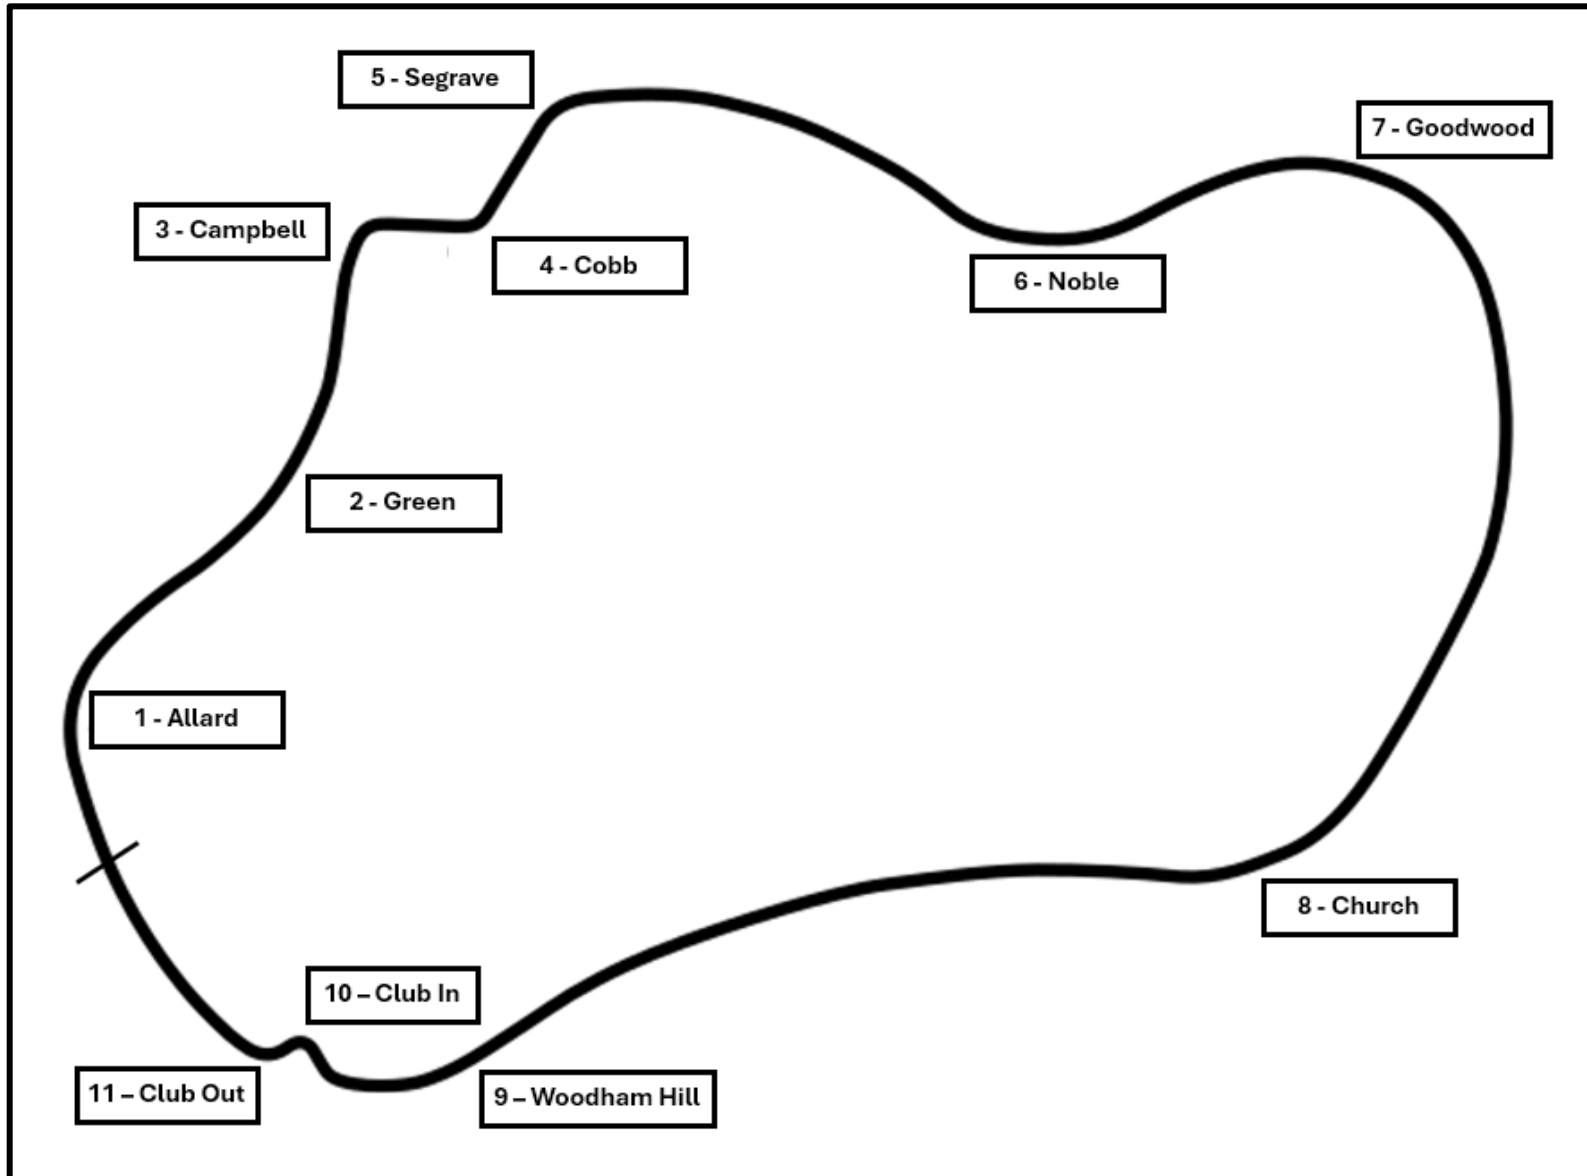 5 - Segrave
7 - Goodwood
3 - Campbell
4 - Cobb
6 - Noble
2 - Green
1 - Allard
8 - Church
10 – Club In
11 – Club Out
9 – Woodham Hill